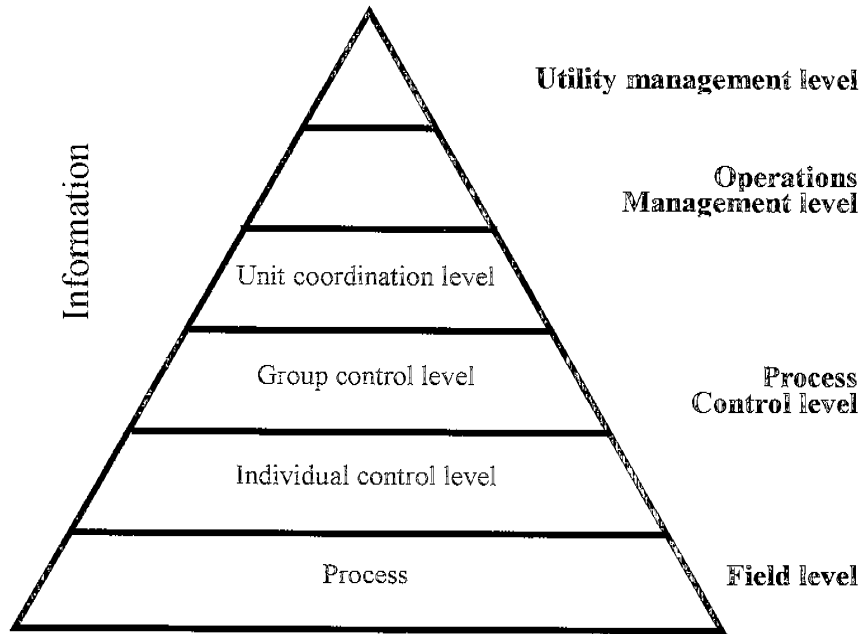 Utility management level
Operations
Management level
Information
Unit coordination level
Group control level
Process
Control level
Individual control level
Process
Field level